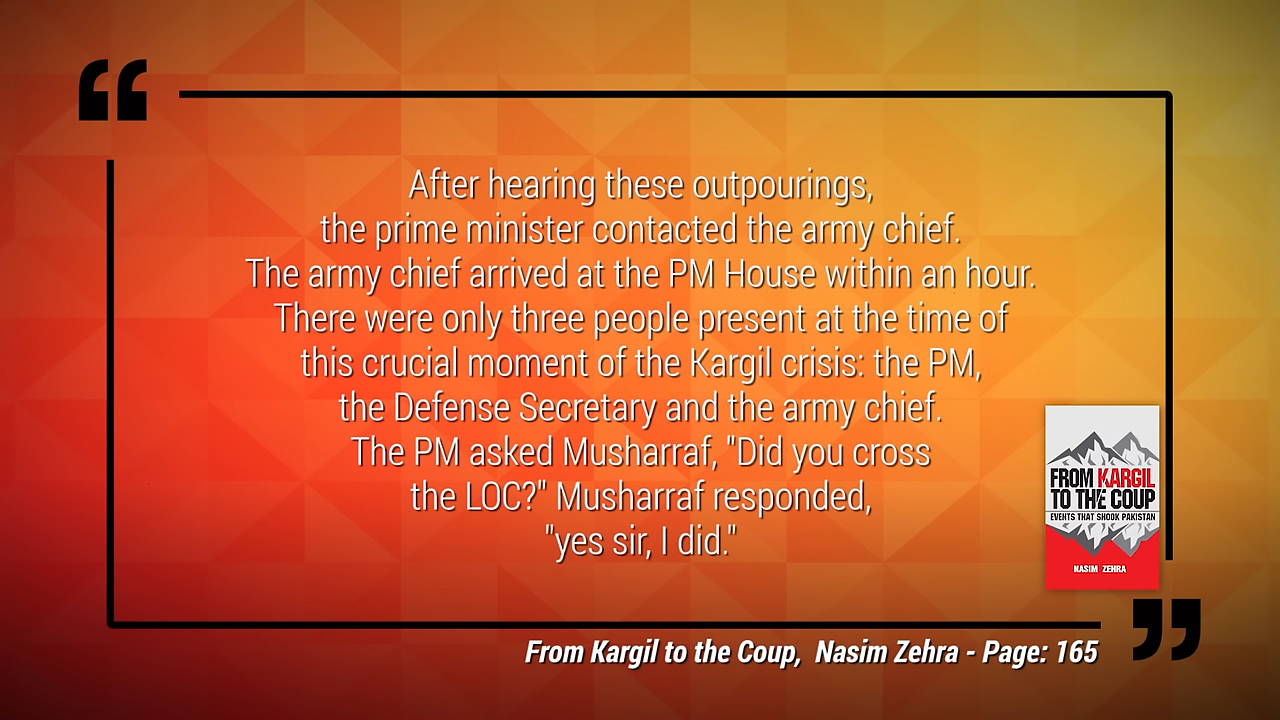 After hearing these outpourings,
the prime minister contacted the army chief.
The army chief arrived at the PM House within an hour.
There were only three people present at the time of
this crucial moment of the Kargil crisis: the PM,
the Defense Secretary and the army chief.
The PM asked Musharraf, "Did you cross
the LOC?" Musharraf responded,
"yes sir, I did."
FROM KARGIL
TO THE COUP
EVENTS THAT SHOOK PAKISTAN
NASIM ZEHRA
From Kargil to the Coup, Nasim Zehra - Page: 165